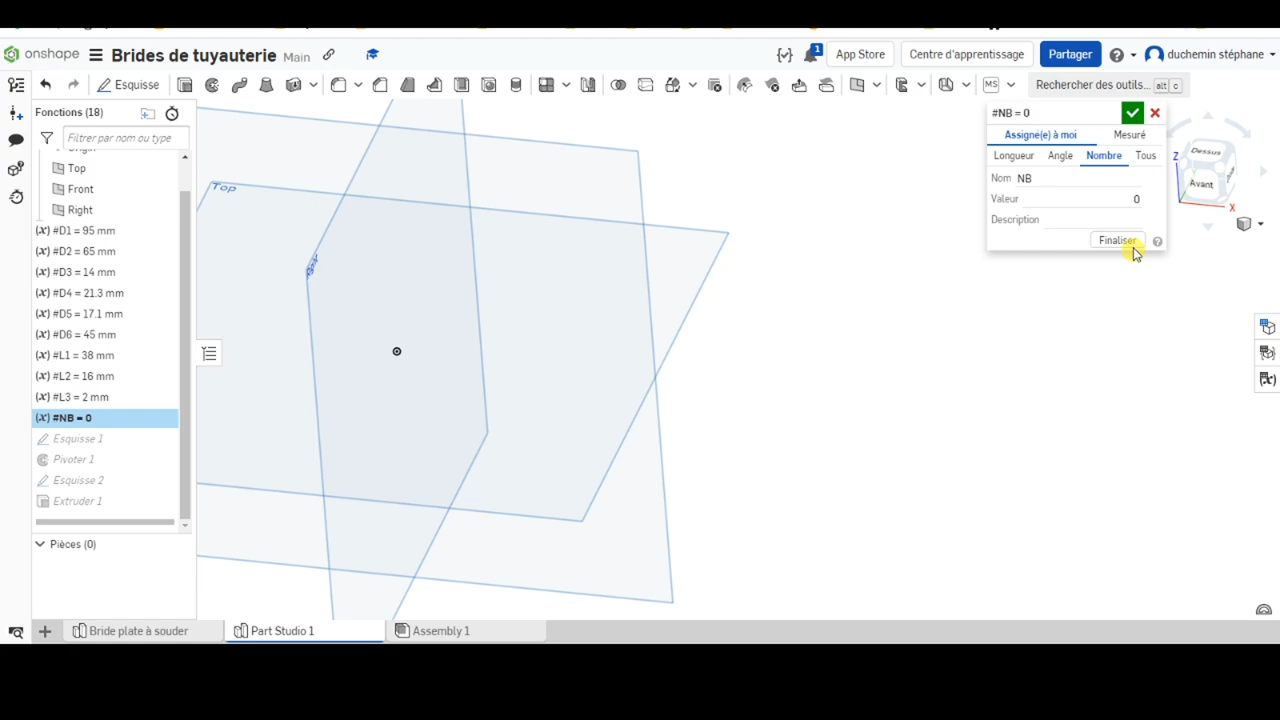 onshape Brides de tuyauterie Main 1 App Store Centre d'apprentissage Partager duchemin stéphane
Esquisse MS Rechercher des outils... alt c
Fonctions (18)
Filtrer par nom ou type
Top
Front
Right
(x) #D1 = 95 mm
(x) #D2 = 65 mm
(x) #D3 = 14 mm
(x) #D4 = 21.3 mm
(x) #D5 = 17.1 mm
(x) #D6 = 45 mm
(x) #L1 = 38 mm
(x) #L2 = 16 mm
(x) #L3 = 2 mm
(x) #NB = 0
Esquisse 1
Pivoter 1
Esquisse 2
Extruder 1
Pièces (0)
Top
#NB = 0
Assigné(e) à moi Mesuré
Longueur Angle Nombre Tous
Nom NB
Valeur 0
Description
Finaliser
Z
Dessus
Avant
X
(x)
Bride plate à souder Part Studio 1 Assembly 1